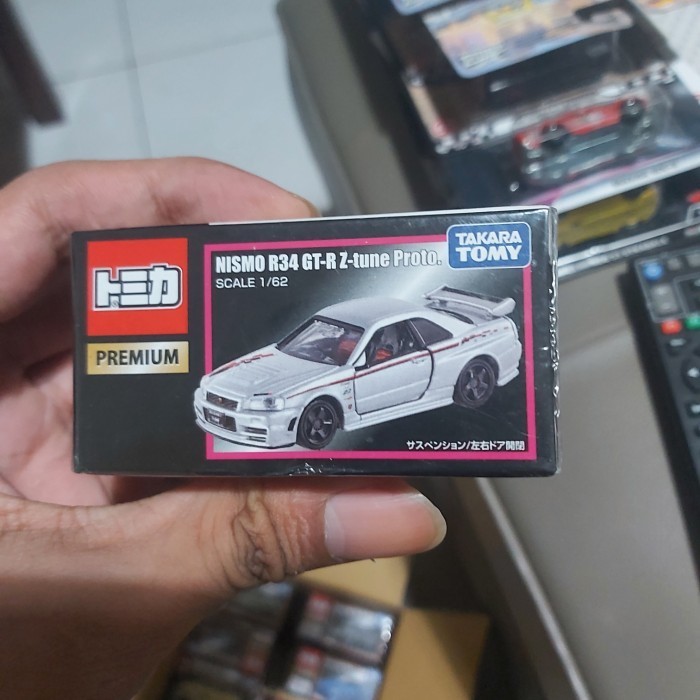 トミカ
PREMIUM
NISMO R34 GT-R Z-tune Proto.
SCALE 1/62
TAKARA
TOMY
サスペンション/左右ドア開閉